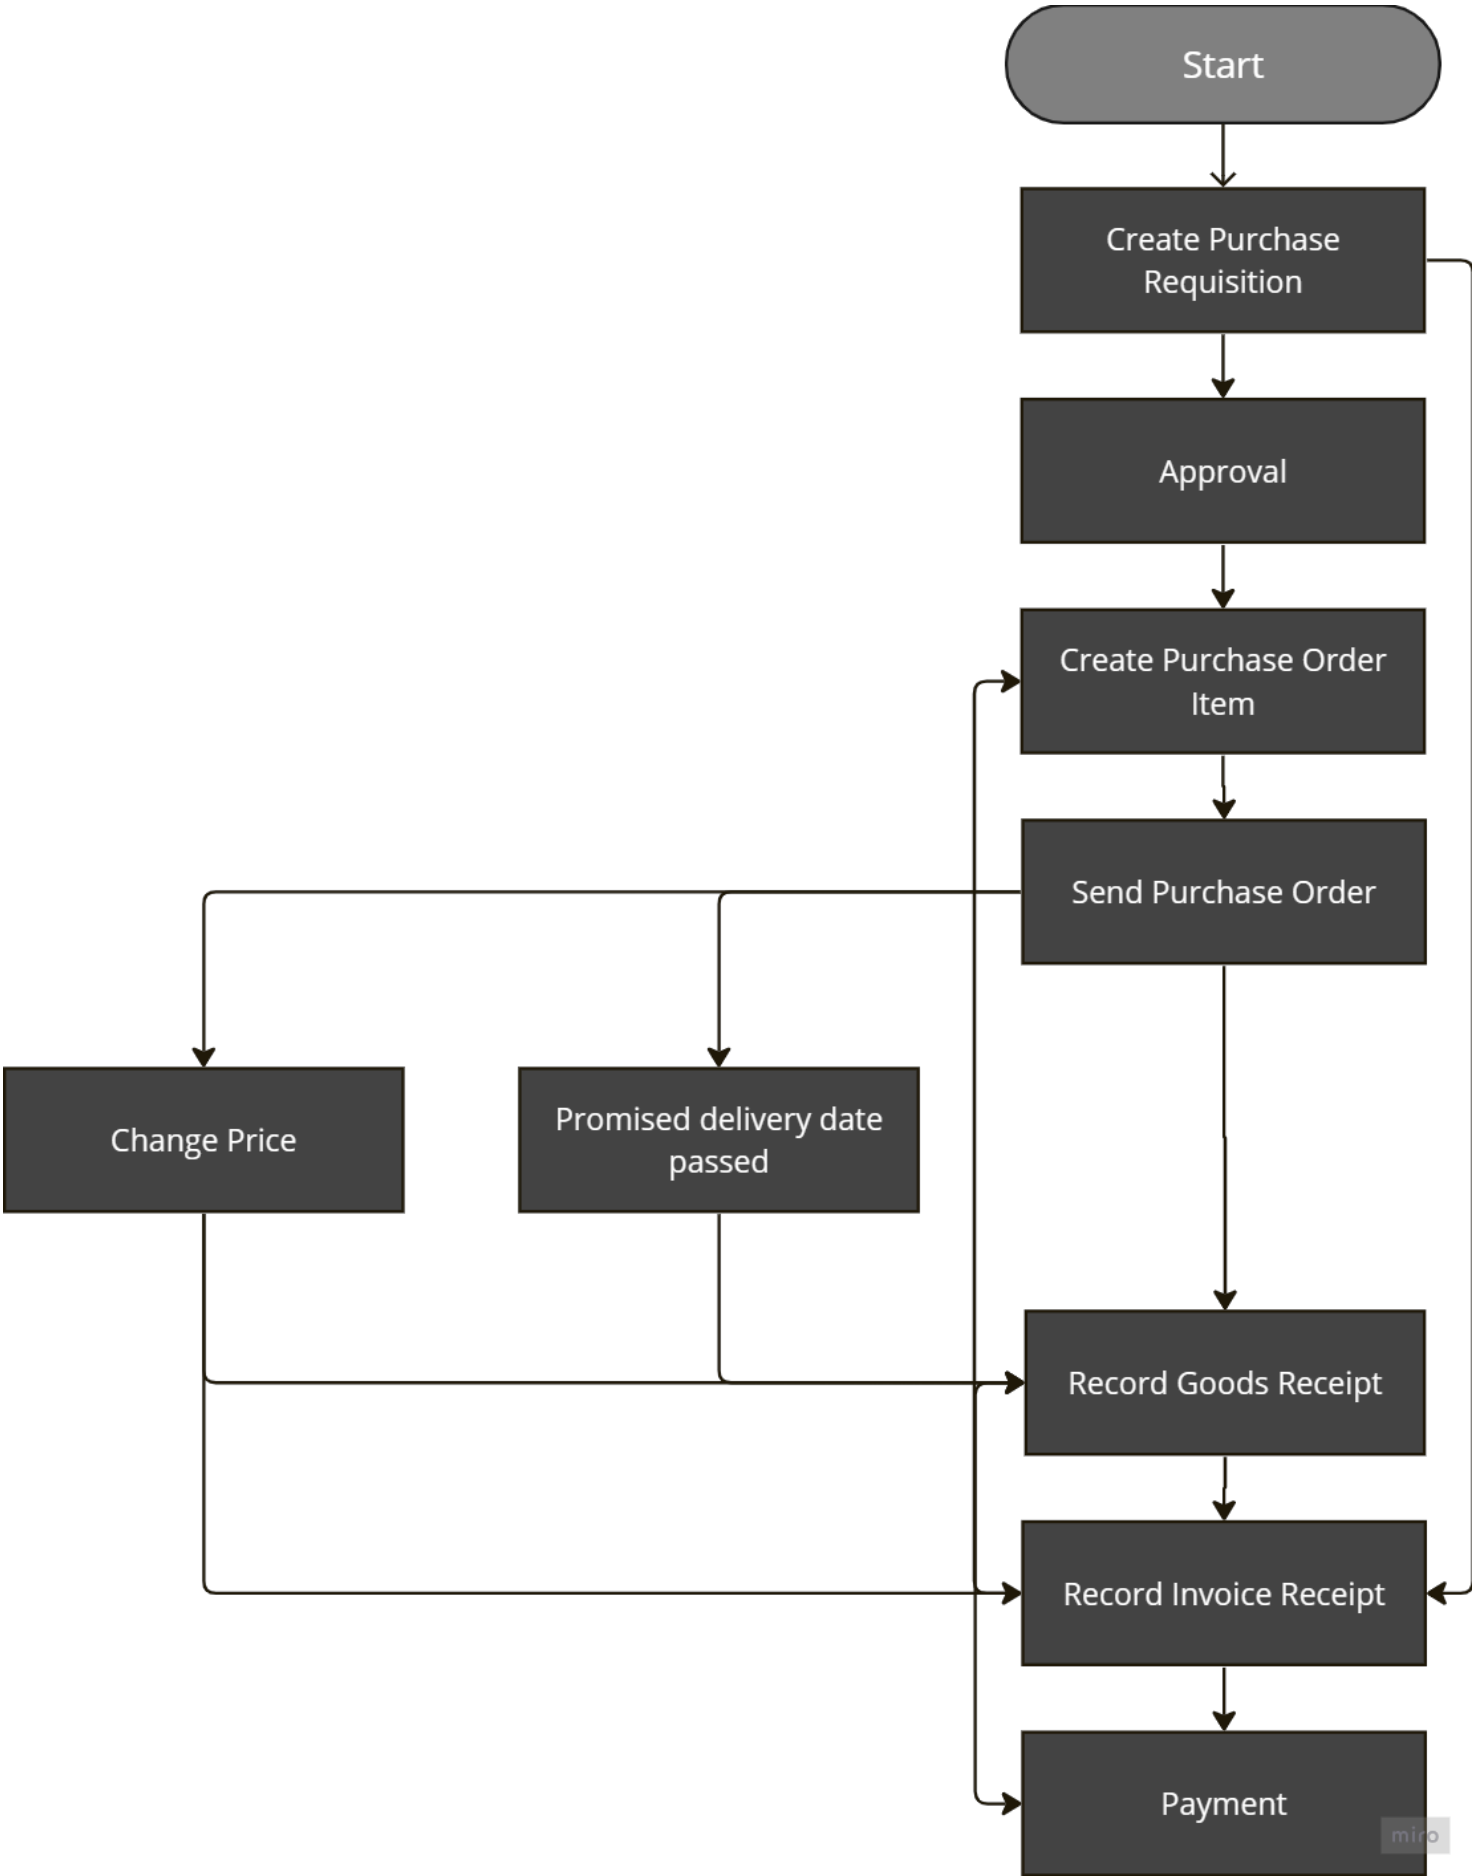 Start
Create Purchase
Requisition
Approval
Create Purchase Order
Item
Send Purchase Order
Change Price
Promised delivery date
passed
Record Goods Receipt
Record Invoice Receipt
Payment
miro